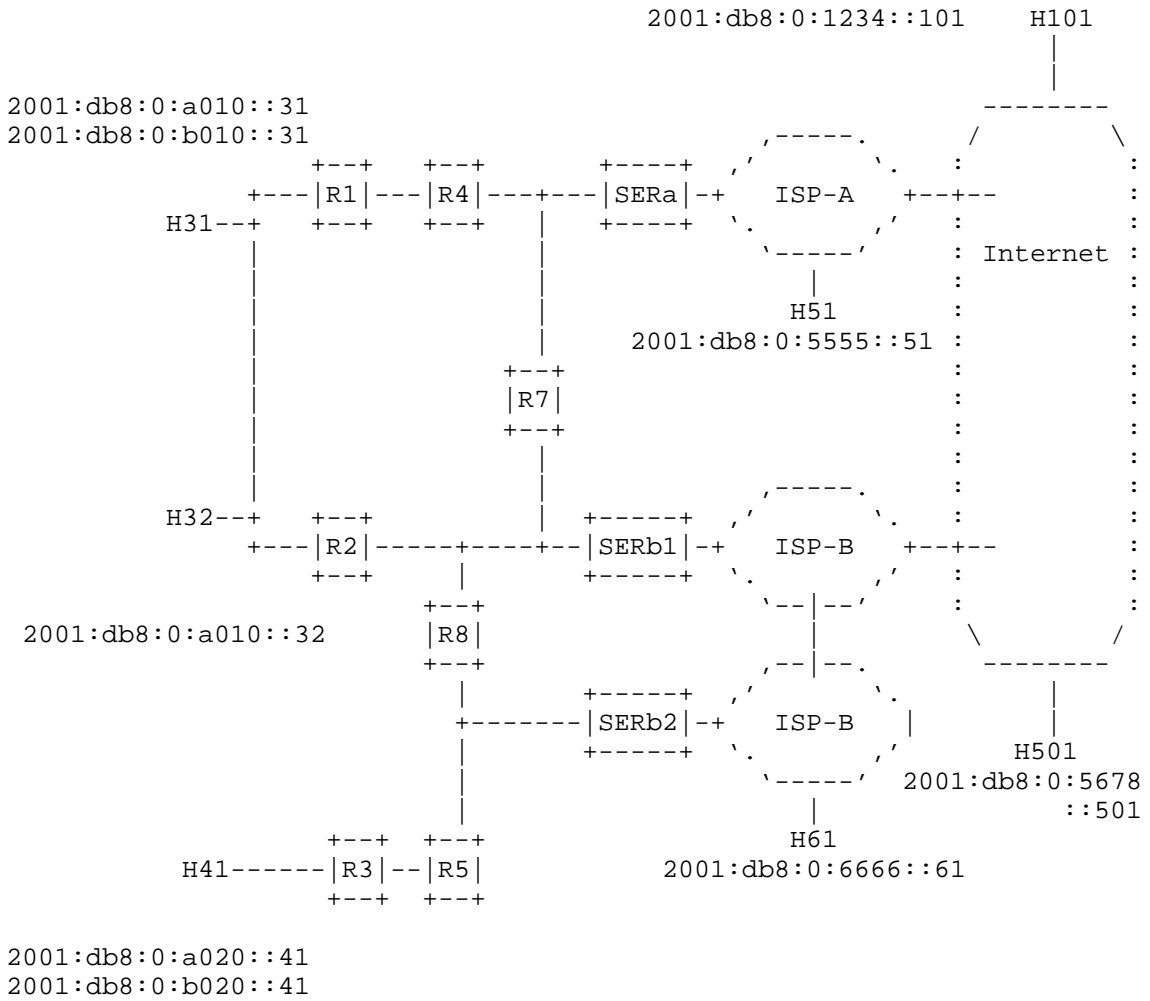 2001:db8:0:1234::101 H101
2001:db8:0:a010::31
2001:db8:0:b010::31
R1 R4 SERa ISP-A
H31
Internet
H51
2001:db8:0:5555::51
R7
H32
R2 SERb1 ISP-B
2001:db8:0:a010::32 R8
SERb2 ISP-B
H501
2001:db8:0:5678
::501
H61
H41 R3 R5 2001:db8:0:6666::61
2001:db8:0:a020::41
2001:db8:0:b020::41